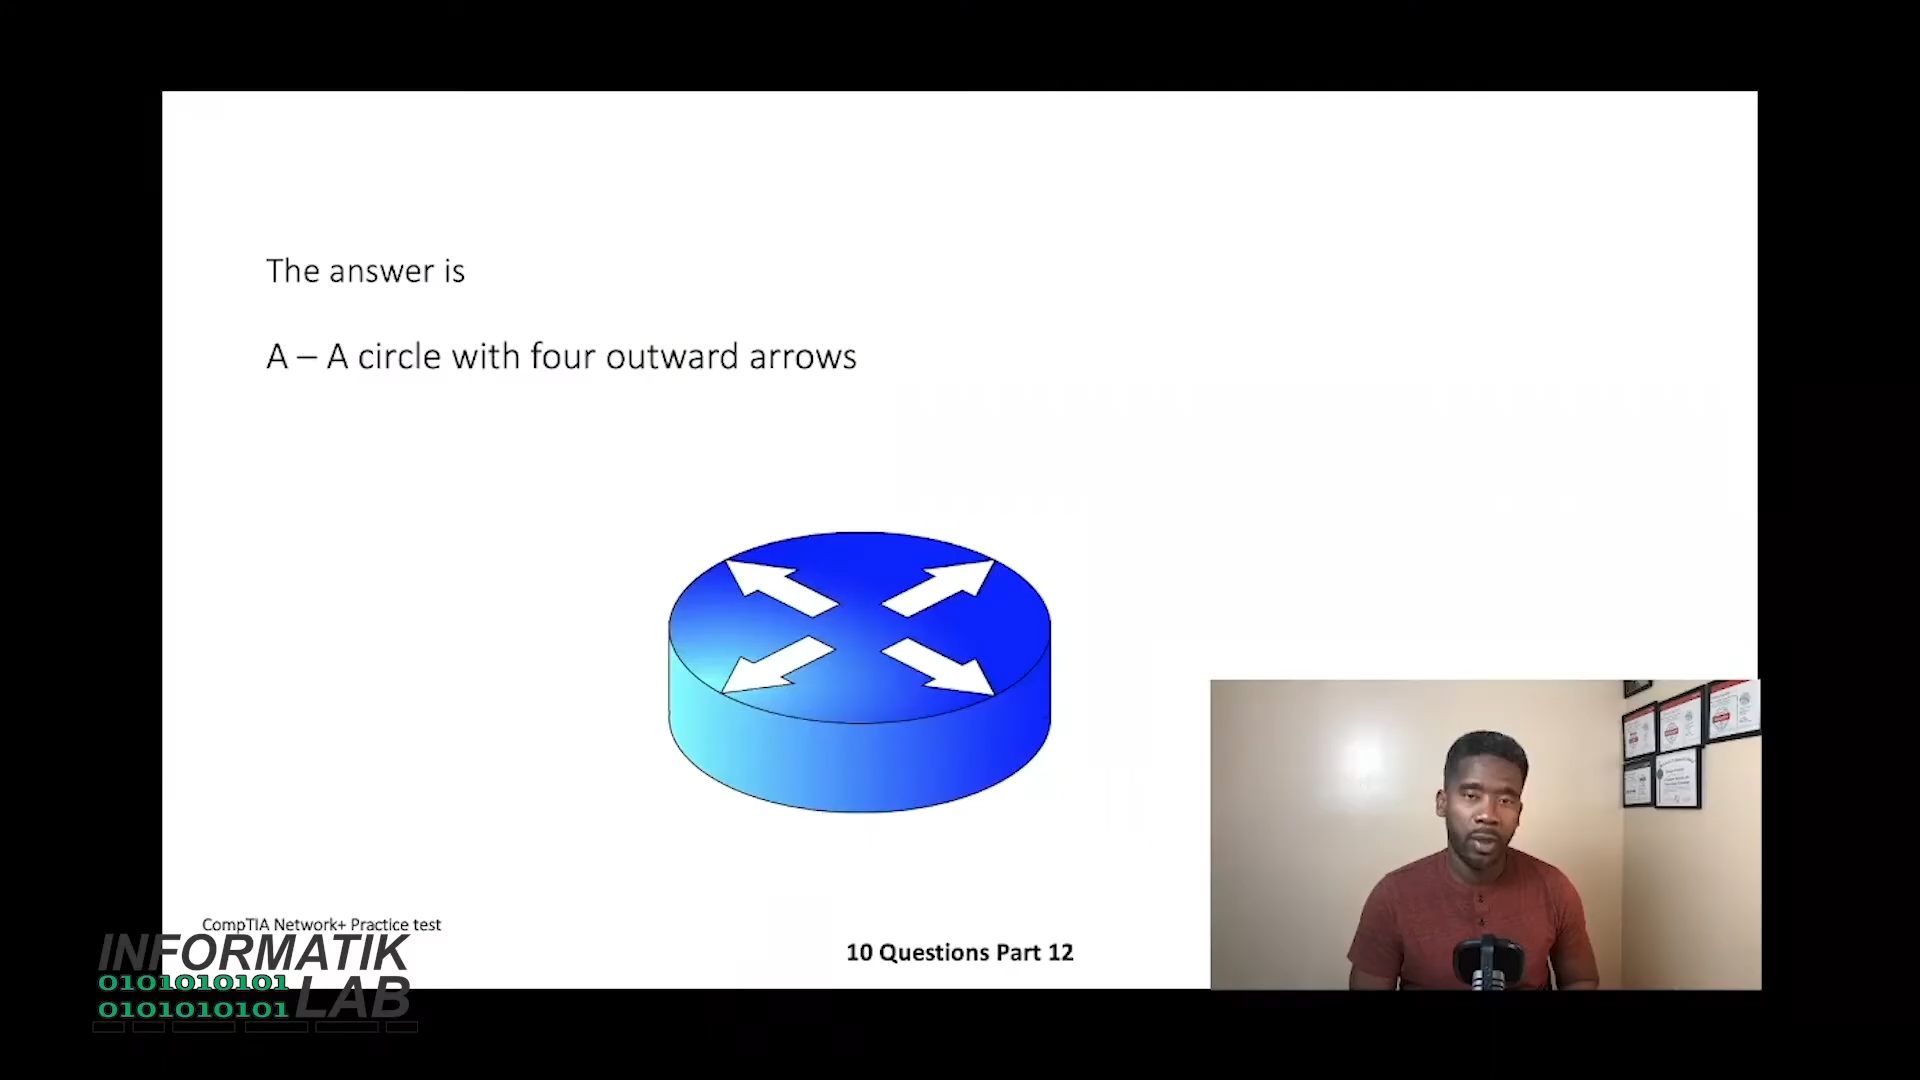 The answer is
A – A circle with four outward arrows
CompTIA Network+ Practice test
10 Questions Part 12
INFORMATIK
0101010101
0101010101 LAB